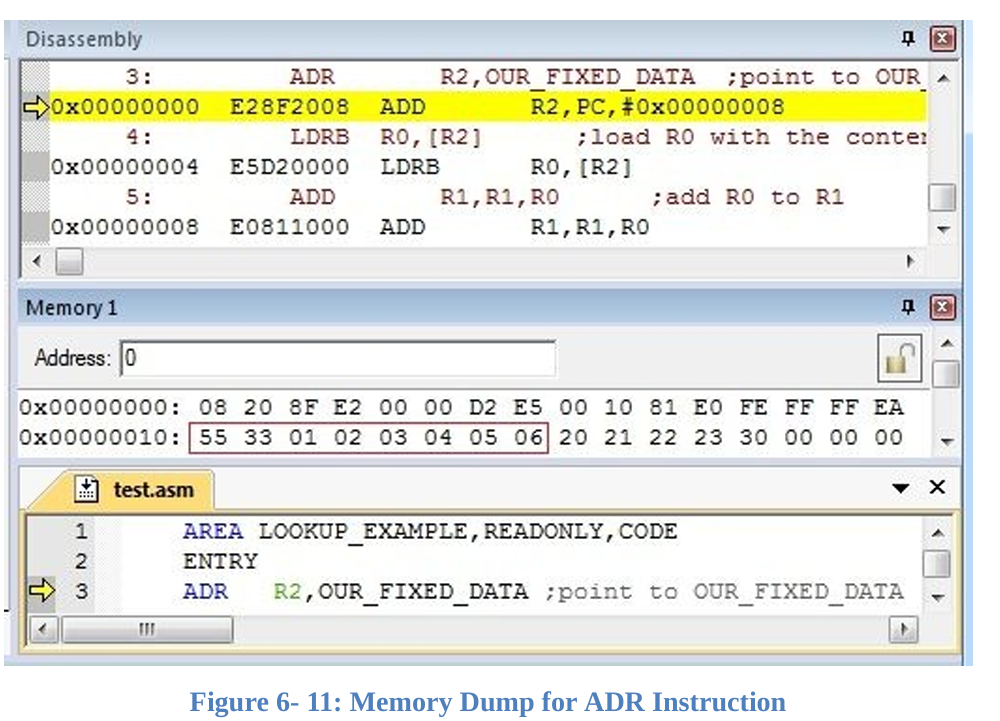 Disassembly
3: ADR R2,OUR_FIXED_DATA ;point to OUR_
0x00000000 E28F2008 ADD R2,PC,#0x00000008
4: LDRB R0,[R2] ;load R0 with the conter
0x00000004 E5D20000 LDRB R0,[R2]
5: ADD R1,R1,R0 ;add R0 to R1
0x00000008 E0811000 ADD R1,R1,R0
Memory 1
Address: 0
0x00000000: 08 20 8F E2 00 00 D2 E5 00 10 81 E0 FE FF FF EA
0x00000010: 55 33 01 02 03 04 05 06 20 21 22 23 30 00 00 00
test.asm
1 AREA LOOKUP_EXAMPLE,READONLY,CODE
2 ENTRY
3 ADR R2,OUR_FIXED_DATA ;point to OUR_FIXED_DATA
Figure 6- 11: Memory Dump for ADR Instruction